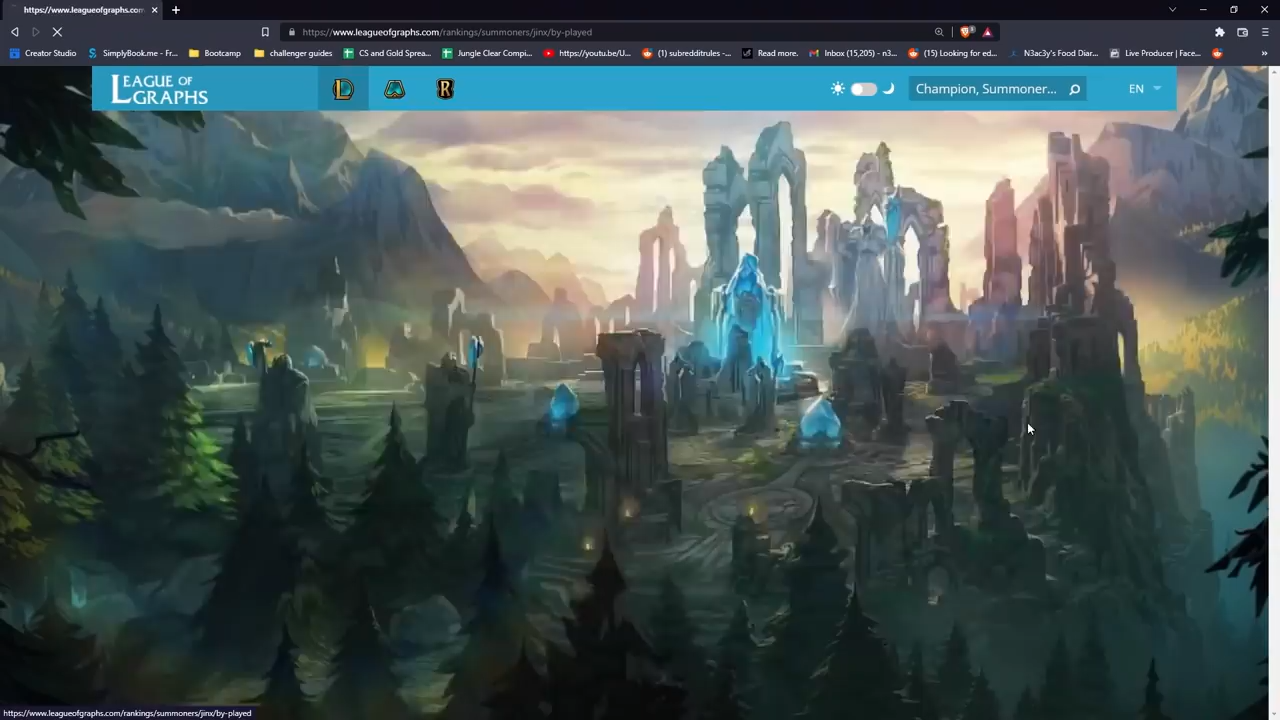 https://www.leagueofgraphs.com
https://www.leagueofgraphs.com/rankings/summoners/jinx/by-played
Creator Studio
SimplyBook.me - Fr...
Bootcamp
challenger guides
CS and Gold Sprea...
Jungle Clear Compi...
https://youtu.be/U...
(1) subredditrules -...
Read more.
Inbox (15,205) - n3...
(15) Looking for ed...
N3ac3y's Food Diar...
Live Producer | Face...
LEAGUE OF
GRAPHS
Champion, Summoner...
EN
https://www.leagueofgraphs.com/rankings/summoners/jinx/by-played